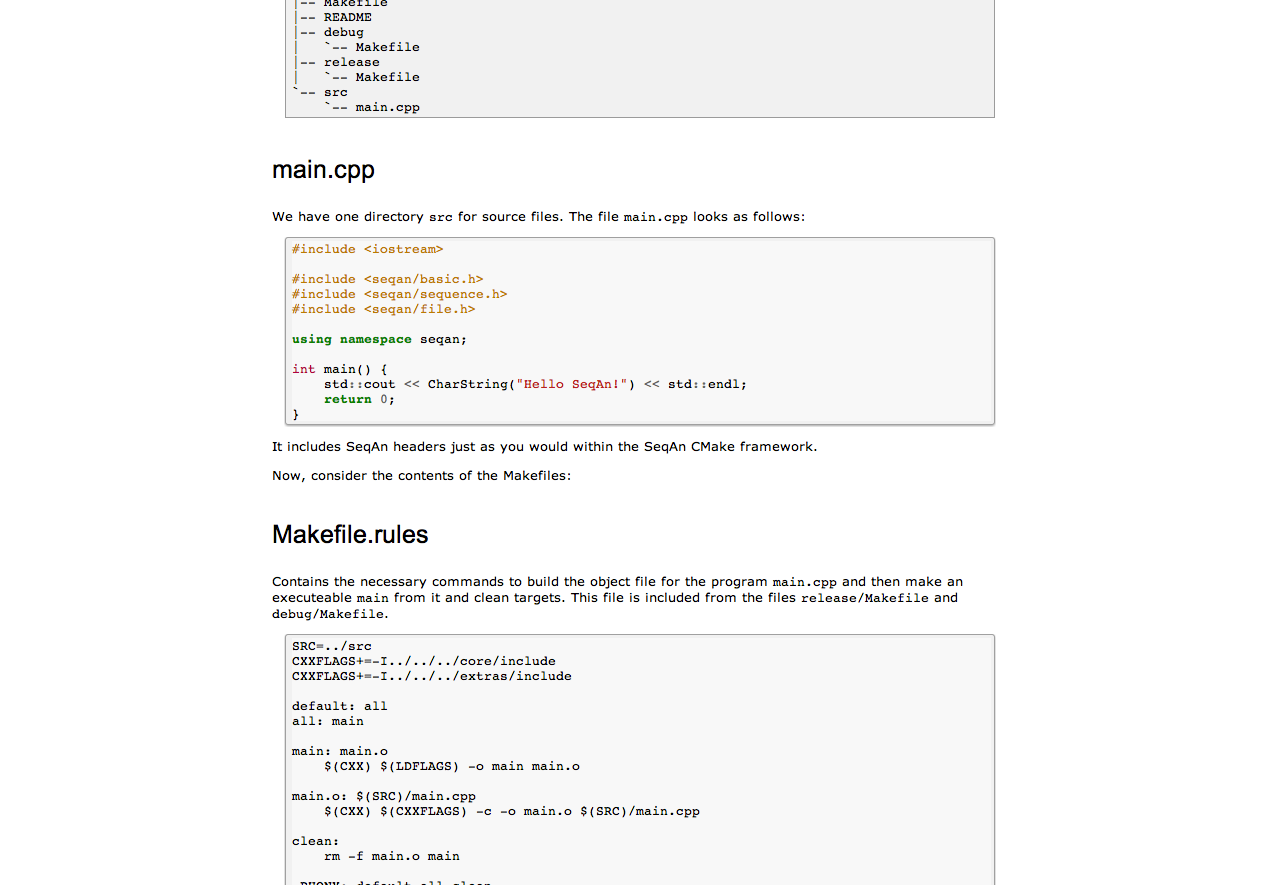 |-- Makefile
|-- README
|-- debug
|   `-- Makefile
|-- release
|   `-- Makefile
`-- src
    `-- main.cpp
main.cpp
We have one directory src for source files. The file main.cpp looks as follows:
#include <iostream>
#include <seqan/basic.h>
#include <seqan/sequence.h>
#include <seqan/file.h>
using namespace seqan;
int main() {
    std::cout << CharString("Hello SeqAn!") << std::endl;
    return 0;
}
It includes SeqAn headers just as you would within the SeqAn CMake framework.
Now, consider the contents of the Makefiles:
Makefile.rules
Contains the necessary commands to build the object file for the program main.cpp and then make an
executeable main from it and clean targets. This file is included from the files release/Makefile and
debug/Makefile.
SRC=../src
CXXFLAGS+=-I../../../core/include
CXXFLAGS+=-I../../../extras/include
default: all
all: main
main: main.o
    $(CXX) $(LDFLAGS) -o main main.o
main.o: $(SRC)/main.cpp
    $(CXX) $(CXXFLAGS) -c -o main.o $(SRC)/main.cpp
clean:
    rm -f main.o main
.PHONY: default all clean